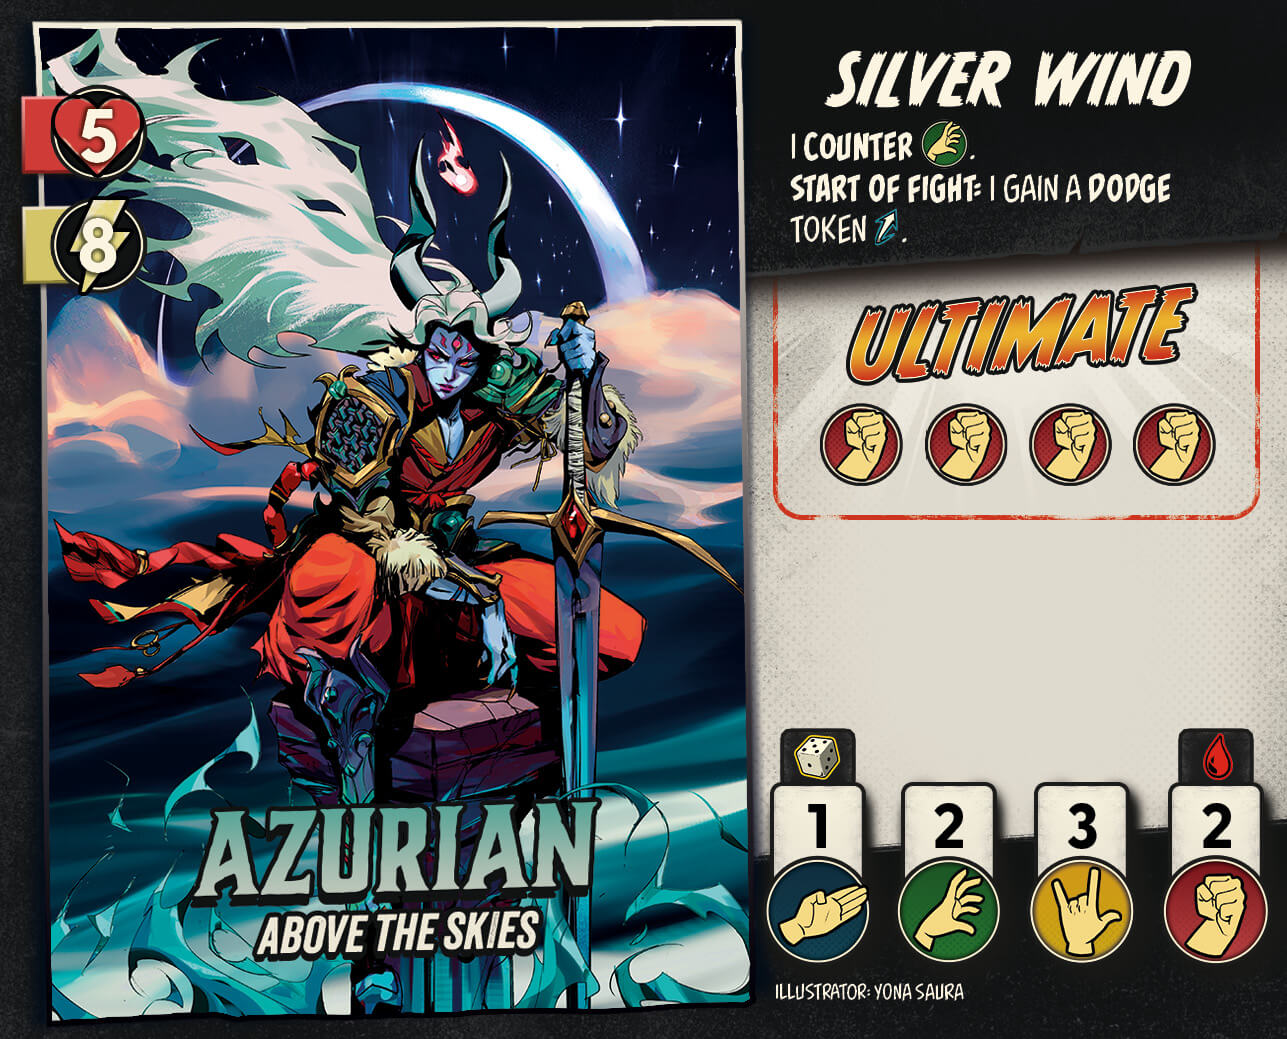 5
8
SILVER WIND
I COUNTER .
START OF FIGHT: I GAIN A DODGE
TOKEN .
ULTIMATE
1 2 3 2
AZURIAN
ABOVE THE SKIES
ILLUSTRATOR: YONA SAURA